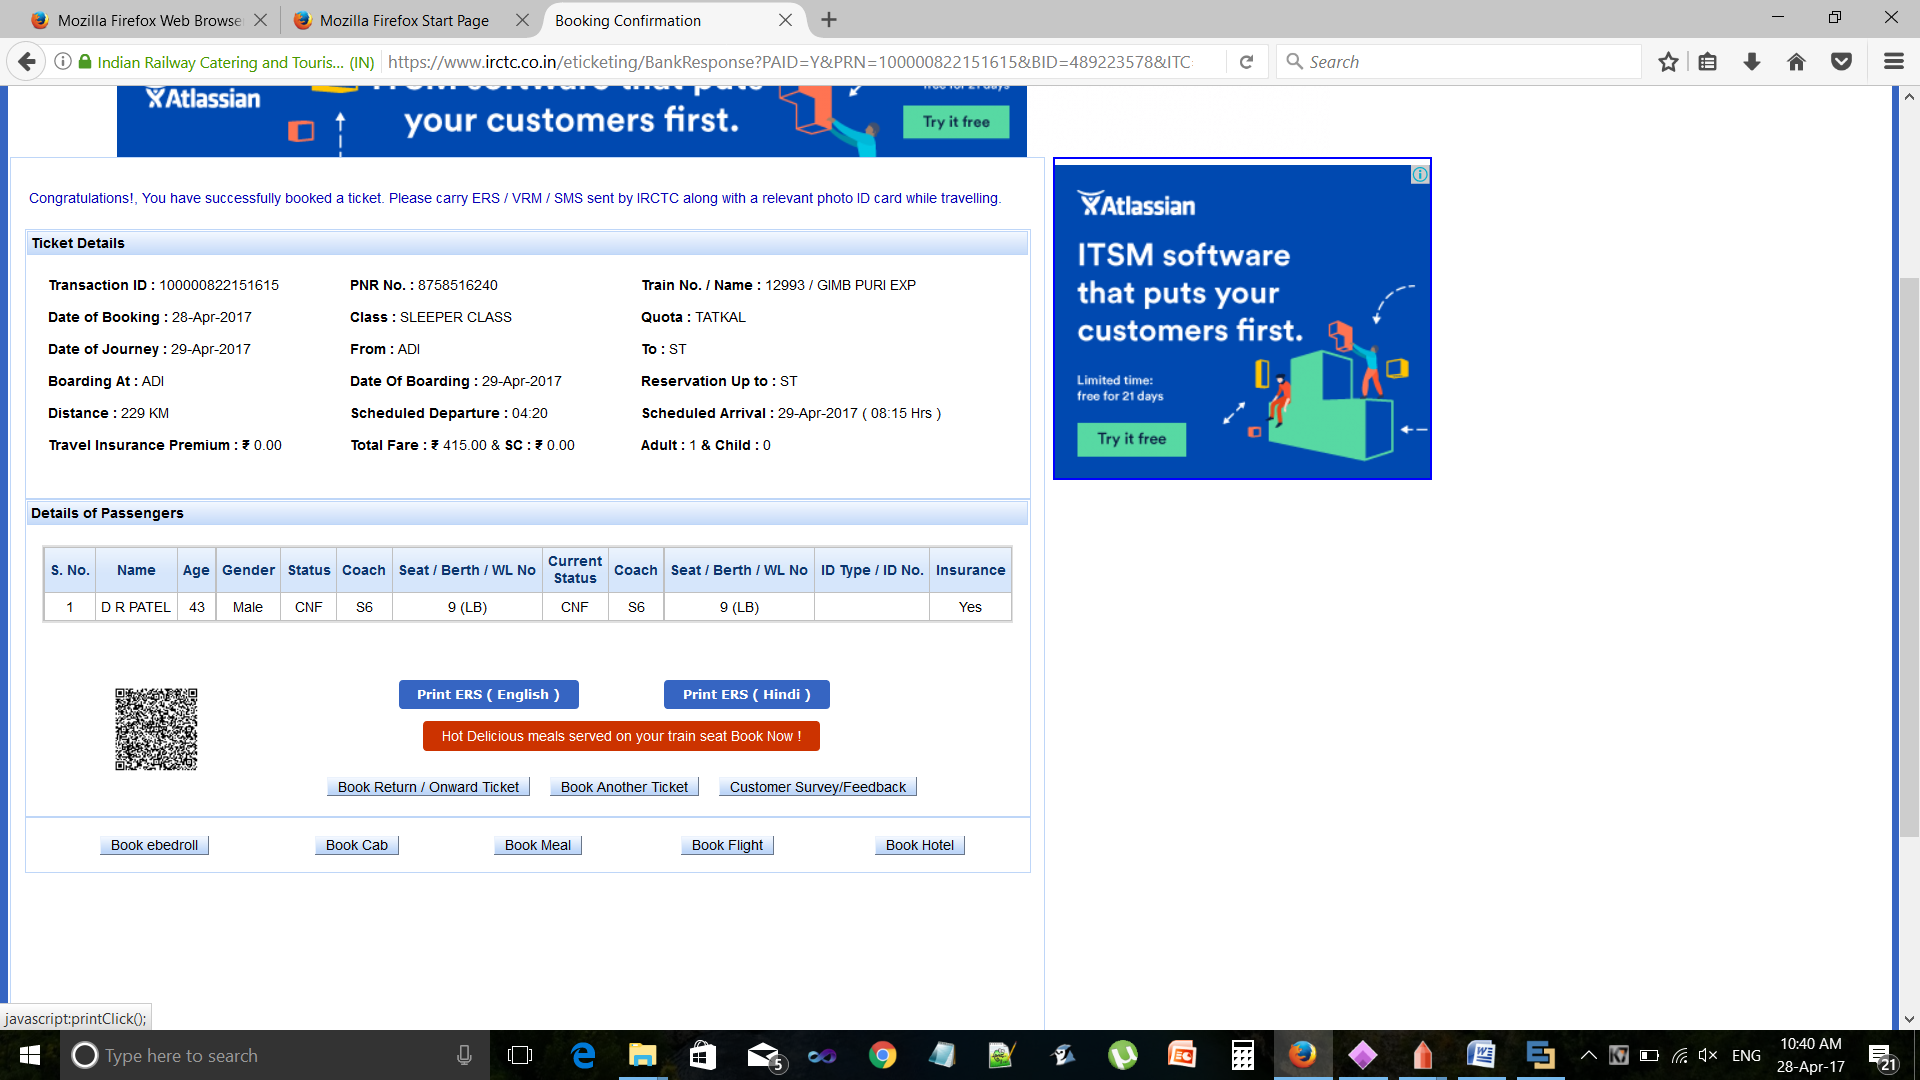 Mozilla Firefox Web Browse
Mozilla Firefox Start Page
Booking Confirmation
Indian Railway Catering and Touris... (IN)
https://www.irctc.co.in/eticketing/BankResponse?PAID=Y&PRN=100000822151615&BID=489223578&ITC
Search
Atlassian
ITSM software that puts
your customers first.
free for 21 days
Try it free
Congratulations!, You have successfully booked a ticket. Please carry ERS / VRM / SMS sent by IRCTC along with a relevant photo ID card while travelling.
Ticket Details
Transaction ID : 100000822151615 PNR No. : 8758516240 Train No. / Name : 12993 / GIMB PURI EXP
Date of Booking : 28-Apr-2017 Class : SLEEPER CLASS Quota : TATKAL
Date of Journey : 29-Apr-2017 From : ADI To : ST
Boarding At : ADI Date Of Boarding : 29-Apr-2017 Reservation Up to : ST
Distance : 229 KM Scheduled Departure : 04:20 Scheduled Arrival : 29-Apr-2017 ( 08:15 Hrs )
Travel Insurance Premium : ₹ 0.00 Total Fare : ₹ 415.00 & SC : ₹ 0.00 Adult : 1 & Child : 0
Details of Passengers
S. No. Name Age Gender Status Coach Seat / Berth / WL No Current Status Coach Seat / Berth / WL No ID Type / ID No. Insurance
1 D R PATEL 43 Male CNF S6 9 (LB) CNF S6 9 (LB) Yes
Print ERS ( English ) Print ERS ( Hindi )
Hot Delicious meals served on your train seat Book Now !
Book Return / Onward Ticket Book Another Ticket Customer Survey/Feedback
Book ebedroll Book Cab Book Meal Book Flight Book Hotel
Atlassian
ITSM software
that puts your
customers first.
Limited time:
free for 21 days
Try it free
javascript:printClick();
Type here to search
5
ENG
10:40 AM
28-Apr-17
21